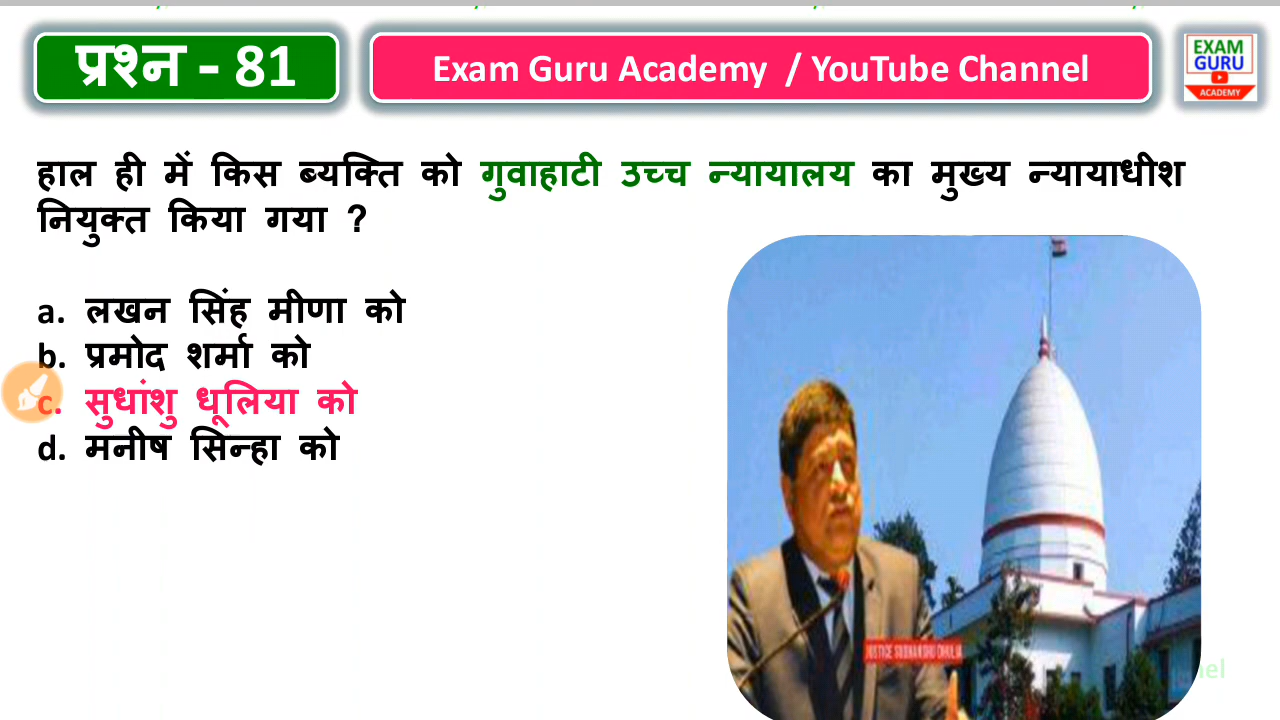 प्रश्न - 81
Exam Guru Academy / YouTube Channel
EXAM
GURU
ACADEMY
हाल ही में किस ब्यक्ति को गुवाहाटी उच्च न्यायालय का मुख्य न्यायाधीश
नियुक्त किया गया ?
a. लखन सिंह मीणा को
b. प्रमोद शर्मा को
c. सुधांशु धूलिया को
d. मनीष सिन्हा को